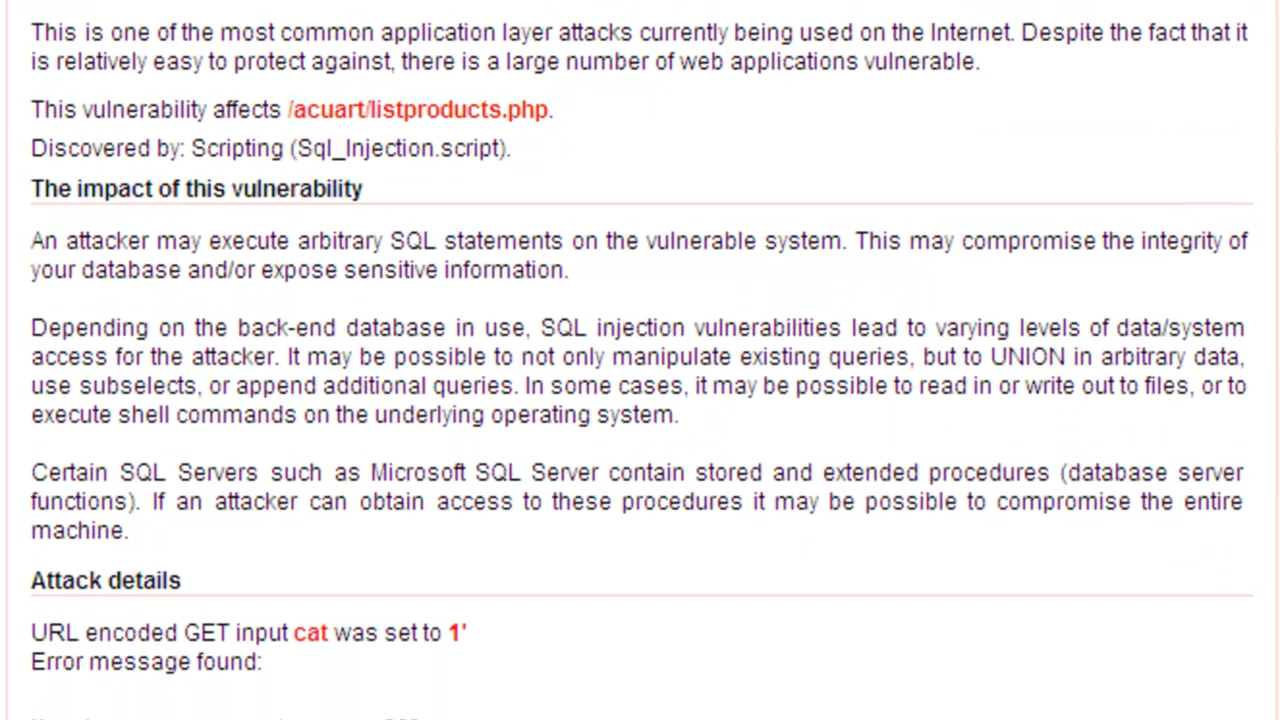 This is one of the most common application layer attacks currently being used on the Internet. Despite the fact that it
is relatively easy to protect against, there is a large number of web applications vulnerable.
This vulnerability affects /acuart/listproducts.php.
Discovered by: Scripting (Sql_Injection.script).
The impact of this vulnerability
An attacker may execute arbitrary SQL statements on the vulnerable system. This may compromise the integrity of
your database and/or expose sensitive information.
Depending on the back-end database in use, SQL injection vulnerabilities lead to varying levels of data/system
access for the attacker. It may be possible to not only manipulate existing queries, but to UNION in arbitrary data,
use subselects, or append additional queries. In some cases, it may be possible to read in or write out to files, or to
execute shell commands on the underlying operating system.
Certain SQL Servers such as Microsoft SQL Server contain stored and extended procedures (database server
functions). If an attacker can obtain access to these procedures it may be possible to compromise the entire
machine.
Attack details
URL encoded GET input cat was set to 1'
Error message found: